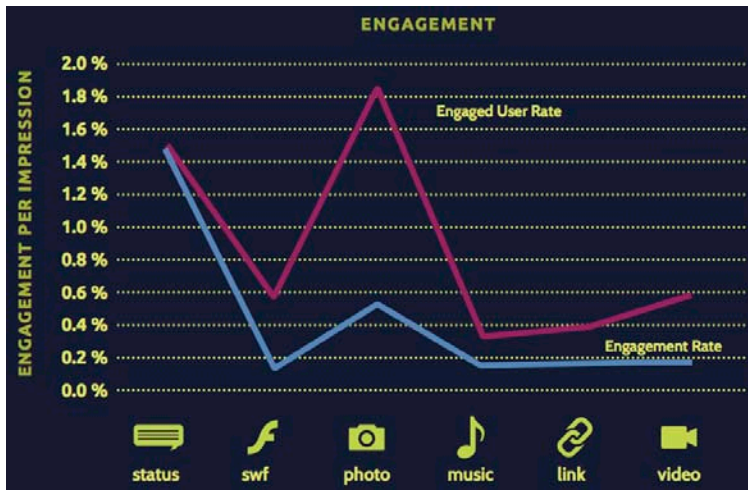 ENGAGEMENT
ENGAGEMENT PER IMPRESSION
2.0 %
1.8 %
1.6 %
1.4 %
1.2 %
1.0 %
0.8 %
0.6 %
0.4 %
0.2 %
0.0 %
Engaged User Rate
Engagement Rate
status swf photo music link video